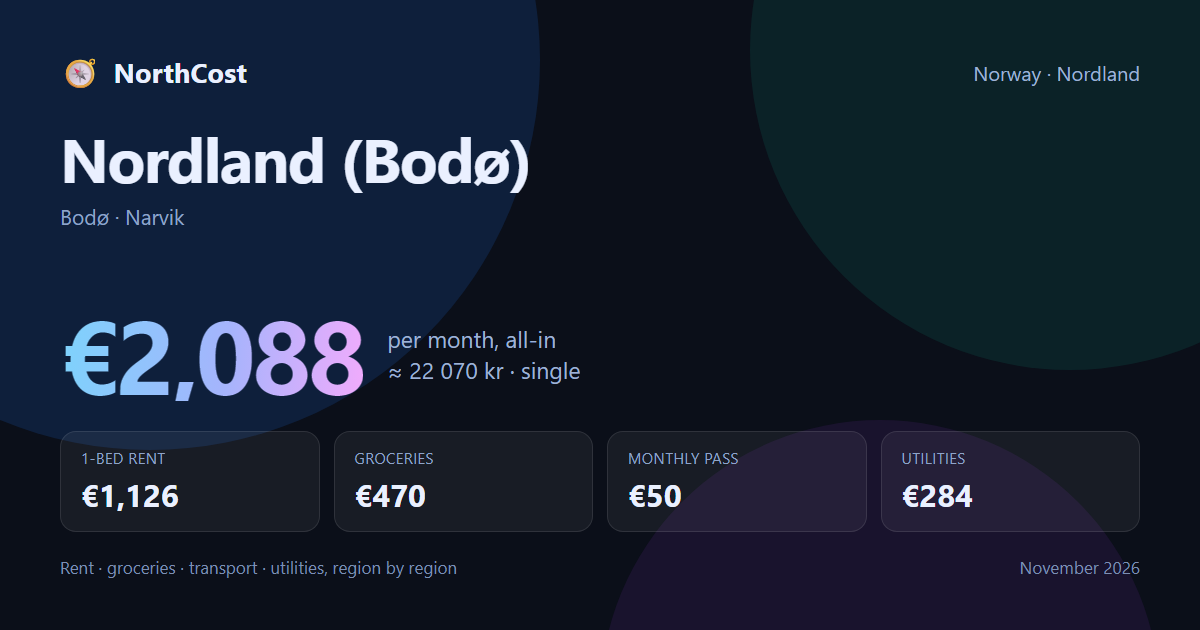 NorthCost
Norway · Nordland
Nordland (Bodø)
Bodø · Narvik
€2,088
per month, all-in
≈ 22 070 kr · single
1-BED RENT
€1,126
GROCERIES
€470
MONTHLY PASS
€50
UTILITIES
€284
Rent · groceries · transport · utilities, region by region
November 2026